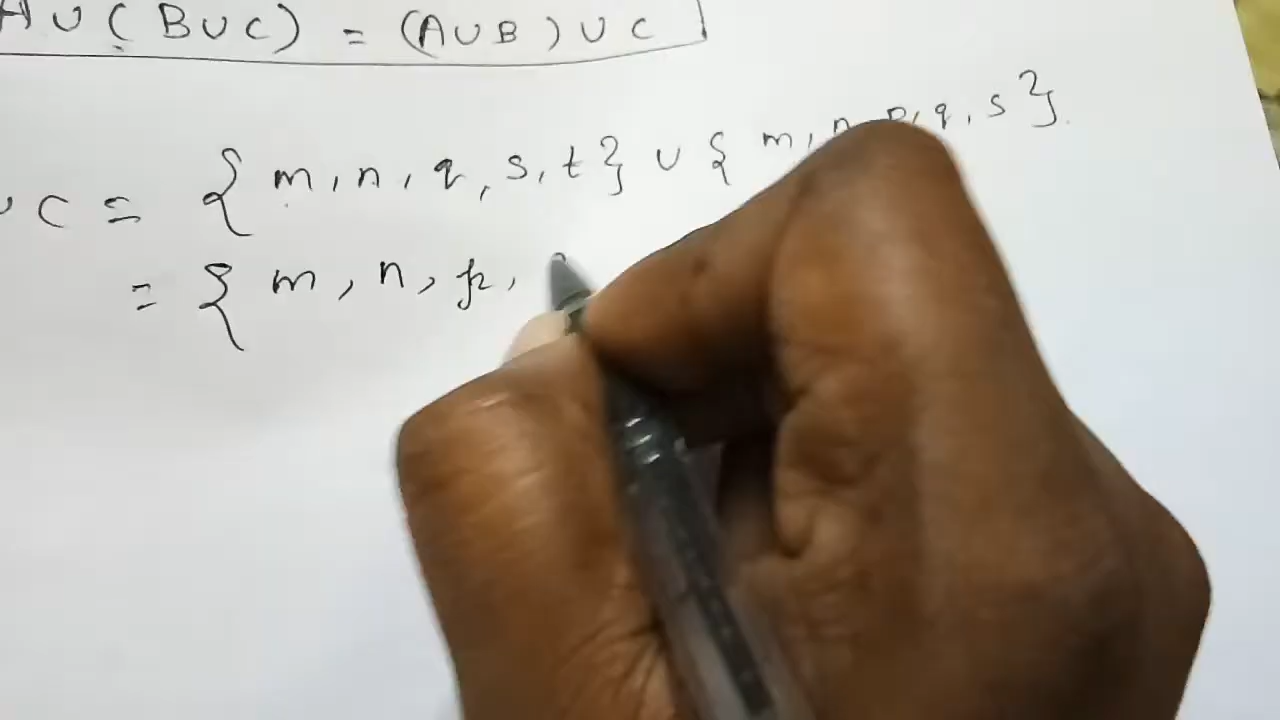 A ∪ ( B ∪ C ) = (A ∪ B ) ∪ C
∪ C = { m, n, q, s, t } ∪ { m, n, p, q, s }
= { m, n, p,